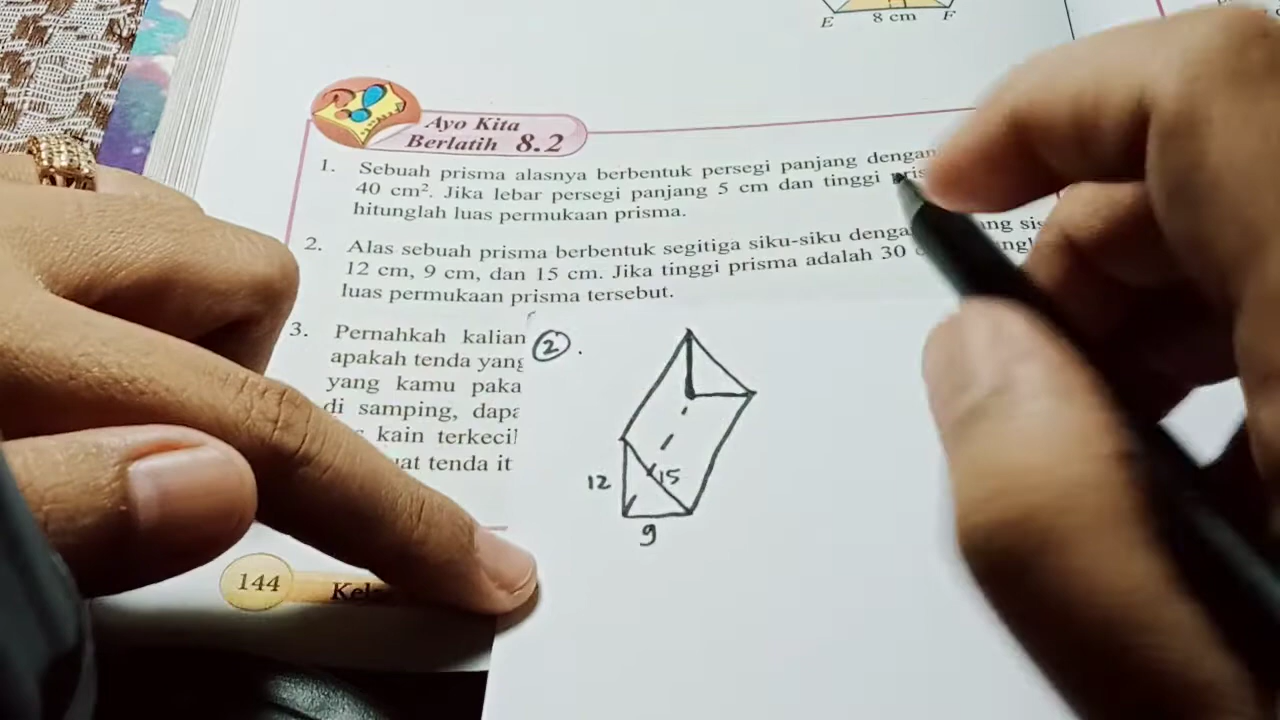 E 8 cm F
Ayo Kita
Berlatih 8.2
1. Sebuah prisma alasnya berbentuk persegi panjang dengan
40 cm². Jika lebar persegi panjang 5 cm dan tinggi
hitunglah luas permukaan prisma.
2. Alas sebuah prisma berbentuk segitiga siku-siku
12 cm, 9 cm, dan 15 cm. Jika tinggi prisma adalah 30
luas permukaan prisma tersebut.
3. Pernahkah kalian
apakah tenda yang
yang kamu paka
di samping, dapa
kain terkecil
uat tenda it
2.
12
15
9
144